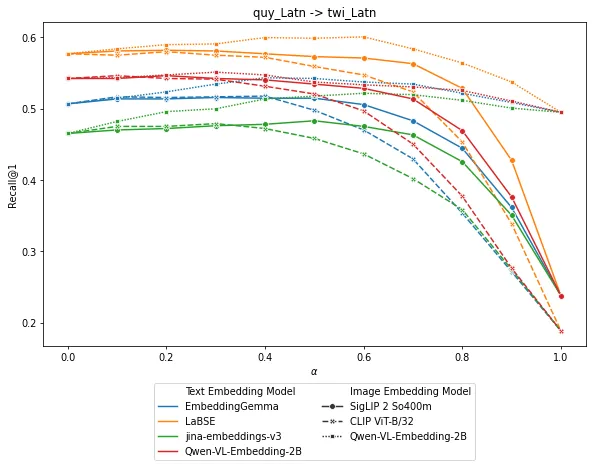 quy_Latn -> twi_Latn
Recall@1
0.6
0.5
0.4
0.3
0.2
0.0 0.2 0.4 0.6 0.8 1.0
α
Text Embedding Model Image Embedding Model
EmbeddingGemma SigLIP 2 So400m
LaBSE CLIP ViT-B/32
jina-embeddings-v3 Qwen-VL-Embedding-2B
Qwen-VL-Embedding-2B